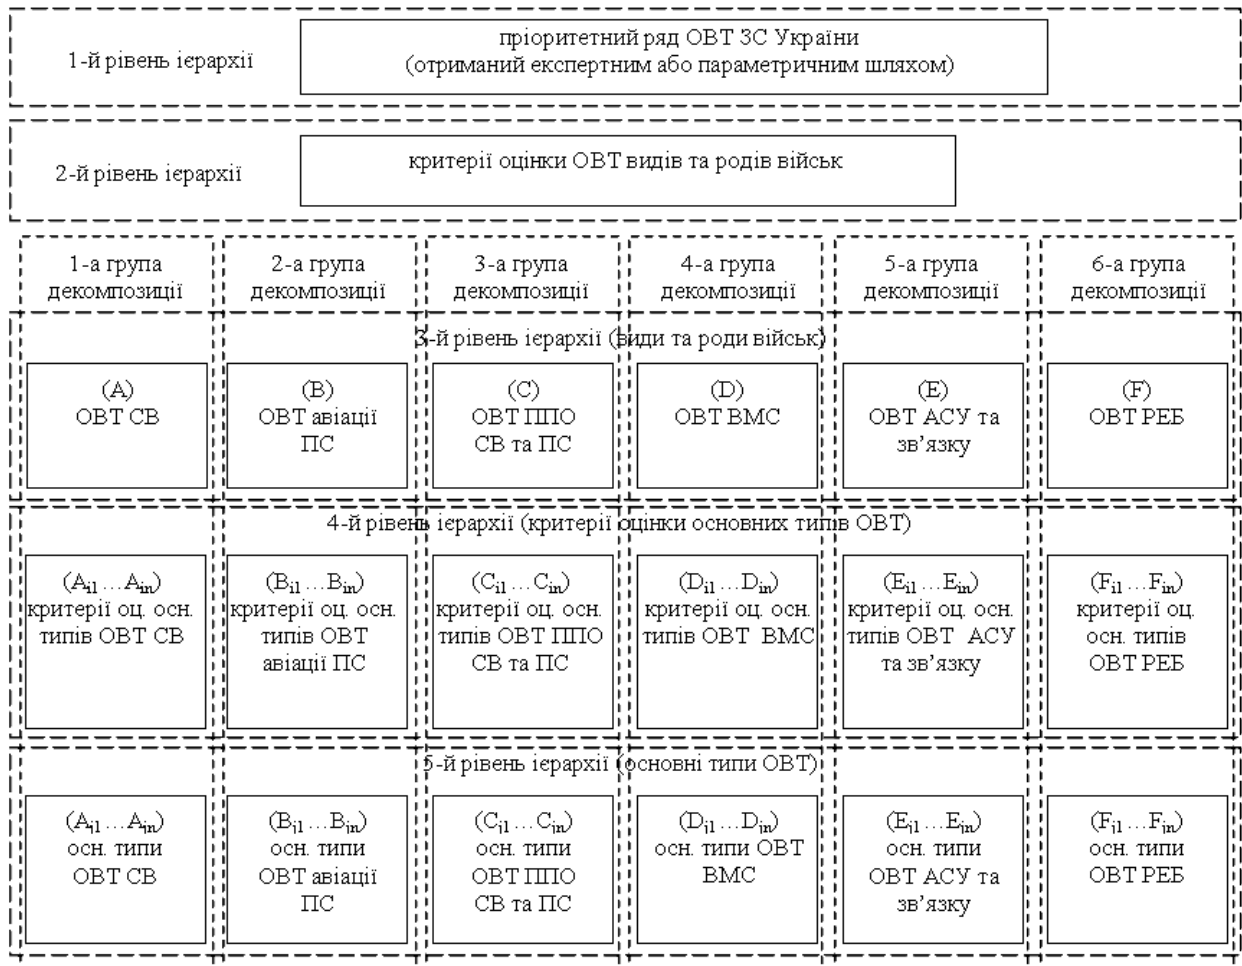 1-й рівень ієрархії
пріоритетний ряд ОВТ ЗС України
(отриманий експертним або параметричним шляхом)
2-й рівень ієрархії
критерії оцінки ОВТ видів та родів військ
1-а група
декомпозиції
2-а група
декомпозиції
3-а група
декомпозиції
4-а група
декомпозиції
5-а група
декомпозиції
6-а група
декомпозиції
3-й рівень ієрархії (види та роди військ)
(A)
ОВТ СВ
(B)
ОВТ авіації
ПС
(C)
ОВТ ППО
СВ та ПС
(D)
ОВТ ВМС
(E)
ОВТ АСУ та
зв’язку
(F)
ОВТ РЕБ
4-й рівень ієрархії (критерії оцінки основних типів ОВТ)
(Ai1 …Ain)
критерії оц. осн.
типів ОВТ СВ
(Bi1 …Bin)
критерії оц. осн.
типів ОВТ
авіації ПС
(Ci1 …Cin)
критерії оц. осн.
типів ОВТ ППО
СВ та ПС
(Di1 …Din)
критерії оц. осн.
типів ОВТ ВМС
(Ei1 …Ein)
критерії оц. осн.
типів ОВТ АСУ
та зв’язку
(Fi1 …Fin)
критерії оц.
осн. типів
ОВТ РЕБ
5-й рівень ієрархії (основні типи ОВТ)
(Ai1 …Ain)
осн. типи
ОВТ СВ
(Bi1 …Bin)
осн. типи
ОВТ авіації
ПС
(Ci1 …Cin)
осн. типи
ОВТ ППО
СВ та ПС
(Di1 …Din)
осн. типи ОВТ
ВМС
(Ei1 …Ein)
осн. типи
ОВТ АСУ та
зв’язку
(Fi1 …Fin)
осн. типи
ОВТ РЕБ